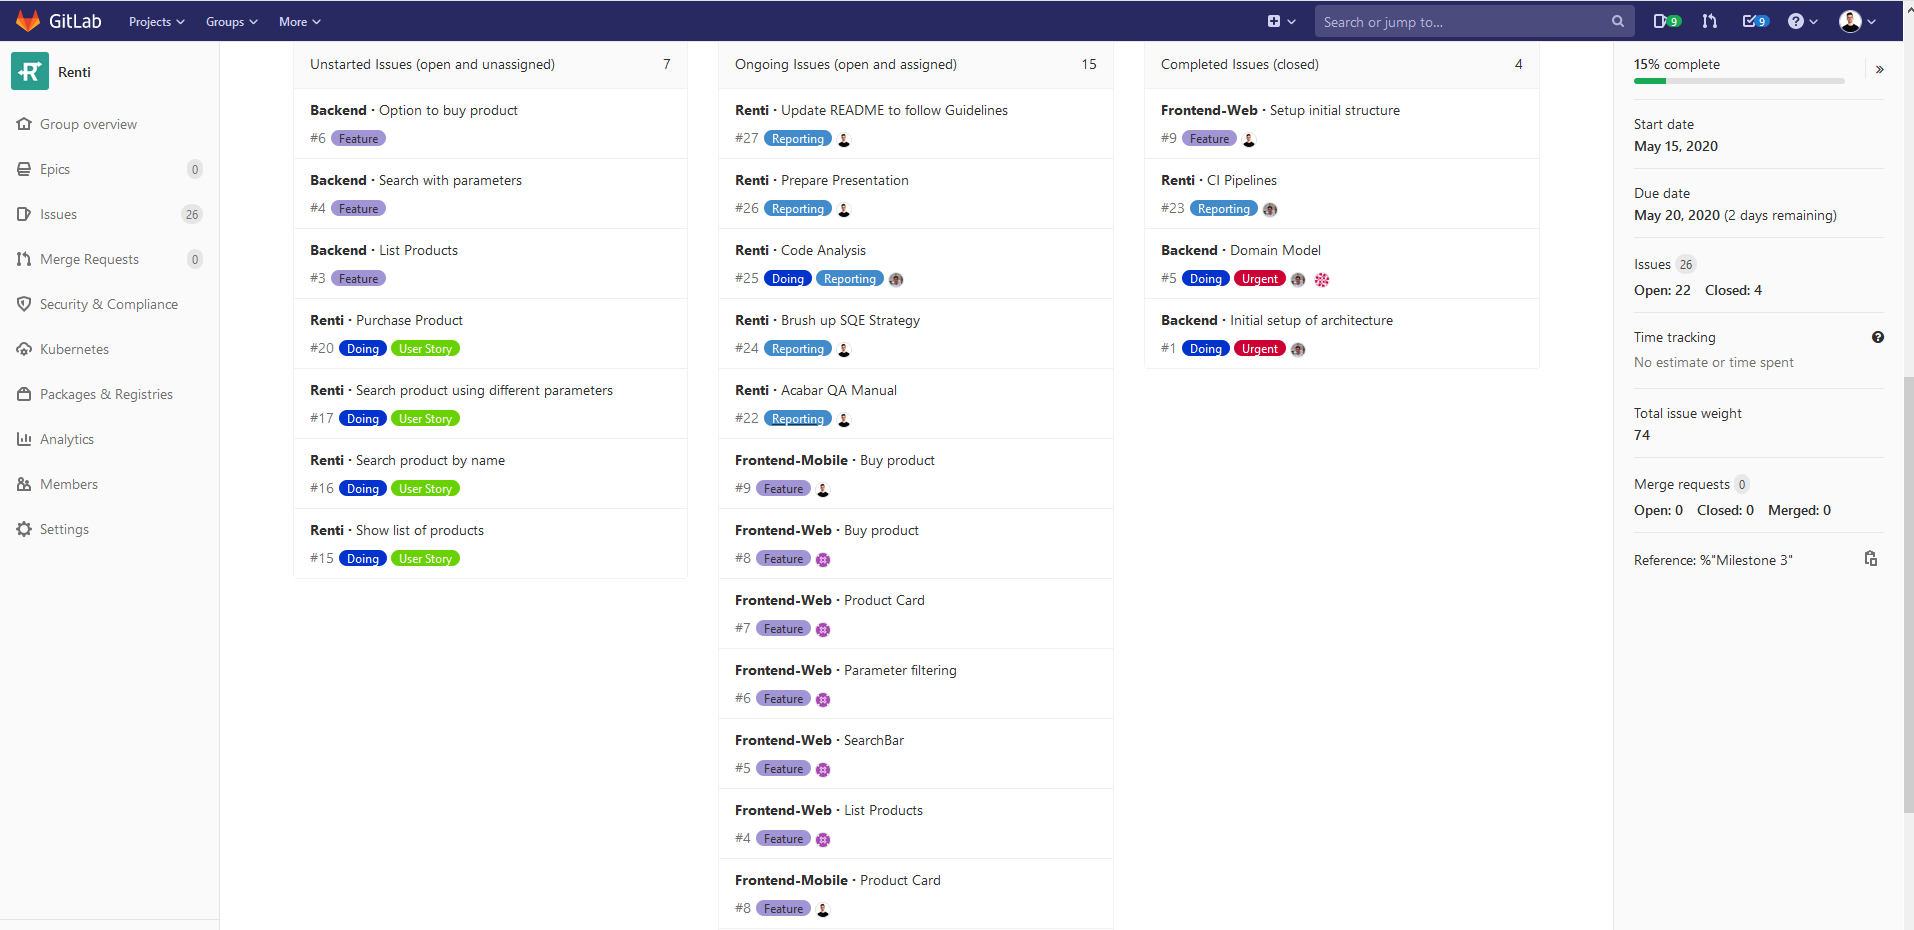 GitLab Projects Groups More Search or jump to... 9 9
Renti
Group overview
Epics 0
Issues 26
Merge Requests 0
Security & Compliance
Kubernetes
Packages & Registries
Analytics
Members
Settings
Unstarted Issues (open and unassigned) 7
Backend · Option to buy product
#6 Feature
Backend · Search with parameters
#4 Feature
Backend · List Products
#3 Feature
Renti · Purchase Product
#20 Doing User Story
Renti · Search product using different parameters
#17 Doing User Story
Renti · Search product by name
#16 Doing User Story
Renti · Show list of products
#15 Doing User Story
Ongoing Issues (open and assigned) 15
Renti · Update README to follow Guidelines
#27 Reporting
Renti · Prepare Presentation
#26 Reporting
Renti · Code Analysis
#25 Doing Reporting
Renti · Brush up SQE Strategy
#24 Reporting
Renti · Acabar QA Manual
#22 Reporting
Frontend-Mobile · Buy product
#9 Feature
Frontend-Web · Buy product
#8 Feature
Frontend-Web · Product Card
#7 Feature
Frontend-Web · Parameter filtering
#6 Feature
Frontend-Web · SearchBar
#5 Feature
Frontend-Web · List Products
#4 Feature
Frontend-Mobile · Product Card
#8 Feature
Completed Issues (closed) 4
Frontend-Web · Setup initial structure
#9 Feature
Renti · CI Pipelines
#23 Reporting
Backend · Domain Model
#5 Doing Urgent
Backend · Initial setup of architecture
#1 Doing Urgent
15% complete »
Start date
May 15, 2020
Due date
May 20, 2020 (2 days remaining)
Issues 26
Open: 22 Closed: 4
Time tracking
No estimate or time spent
Total issue weight
74
Merge requests 0
Open: 0 Closed: 0 Merged: 0
Reference: %"Milestone 3"